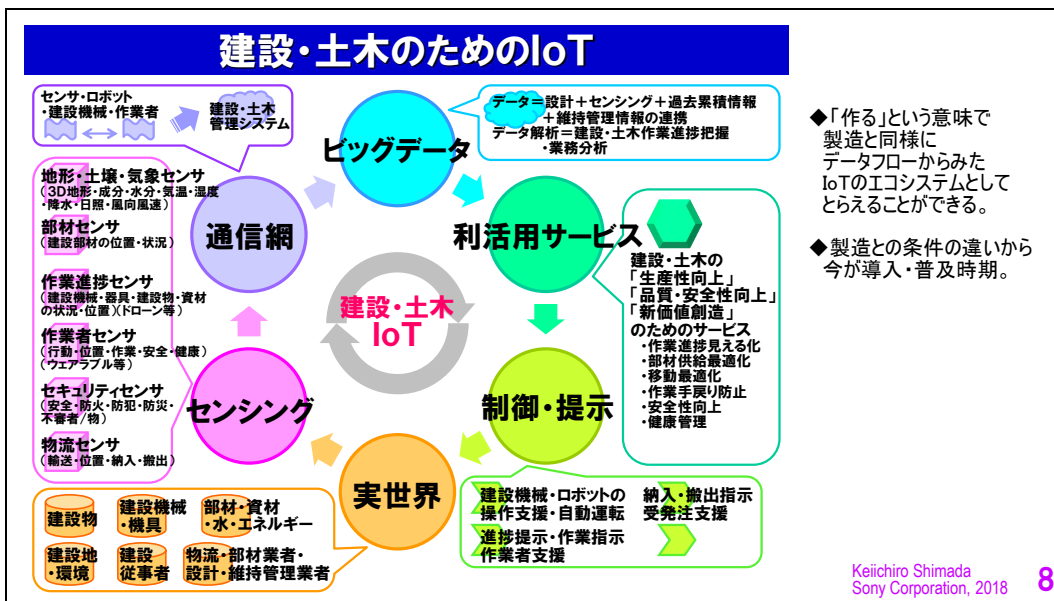 建設・土木のためのIoT
センサ・ロボット
・建設機械・作業者
建設・土木
管理システム
データ=設計+センシング+過去累積情報
+維持管理情報の連携
データ解析=建設・土木作業進捗把握
・業務分析
ビッグデータ
通信網
利活用サービス
建設・土木
IoT
センシング
制御・提示
実世界
地形・土壌・気象センサ
(3D地形・成分・水分・気温・湿度
・降水・日照・風向風速)
部材センサ
(建設部材の位置・状況)
作業進捗センサ
(建設機械・器具・建設物・資材
の状況・位置)(ドローン等)
作業者センサ
(行動・位置・作業・安全・健康)
(ウェアラブル等)
セキュリティセンサ
(安全・防火・防犯・防災・
不審者/物)
物流センサ
(輸送・位置・納入・搬出)
建設・土木の
「生産性向上」
「品質・安全性向上」
「新価値創造」
のためのサービス
・作業進捗見える化
・部材供給最適化
・移動最適化
・作業手戻り防止
・安全性向上
・健康管理
建設機械・ロボットの
操作支援・自動運転
進捗提示・作業指示
作業者支援
納入・搬出指示
受発注支援
建設物
建設機械
・機具
部材・資材
・水・エネルギー
建設地
・環境
建設
従事者
物流・部材業者・
設計・維持管理業者
◆「作る」という意味で
製造と同様に
データフローからみた
IoTのエコシステムとして
とらえることができる。
◆製造との条件の違いから
今が導入・普及時期。
Keiichiro Shimada
Sony Corporation, 2018
8